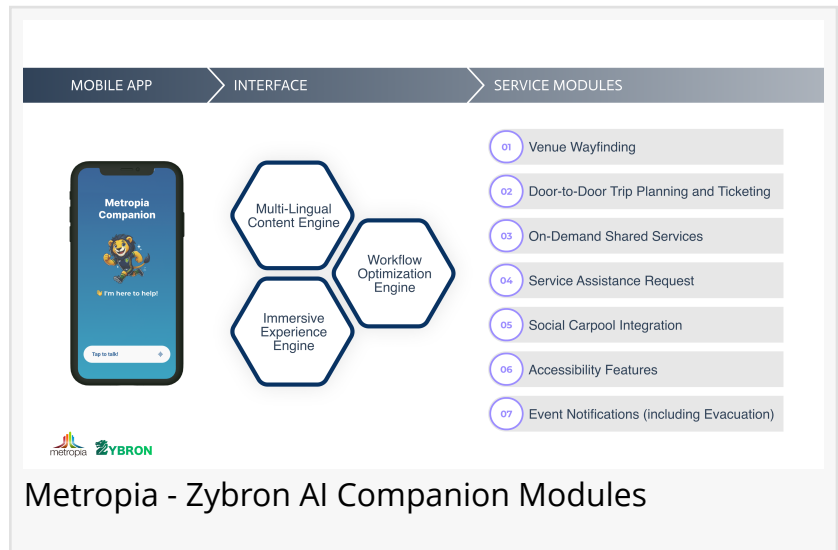 MOBILE APP
INTERFACE
SERVICE MODULES
Metropia
Companion
👋 I'm here to help!
Tap to talk!
Multi-Lingual
Content Engine
Workflow
Optimization
Engine
Immersive
Experience
Engine
01 Venue Wayfinding
02 Door-to-Door Trip Planning and Ticketing
03 On-Demand Shared Services
04 Service Assistance Request
05 Social Carpool Integration
06 Accessibility Features
07 Event Notifications (including Evacuation)
metropia
ZYBRON
Metropia - Zybron AI Companion Modules